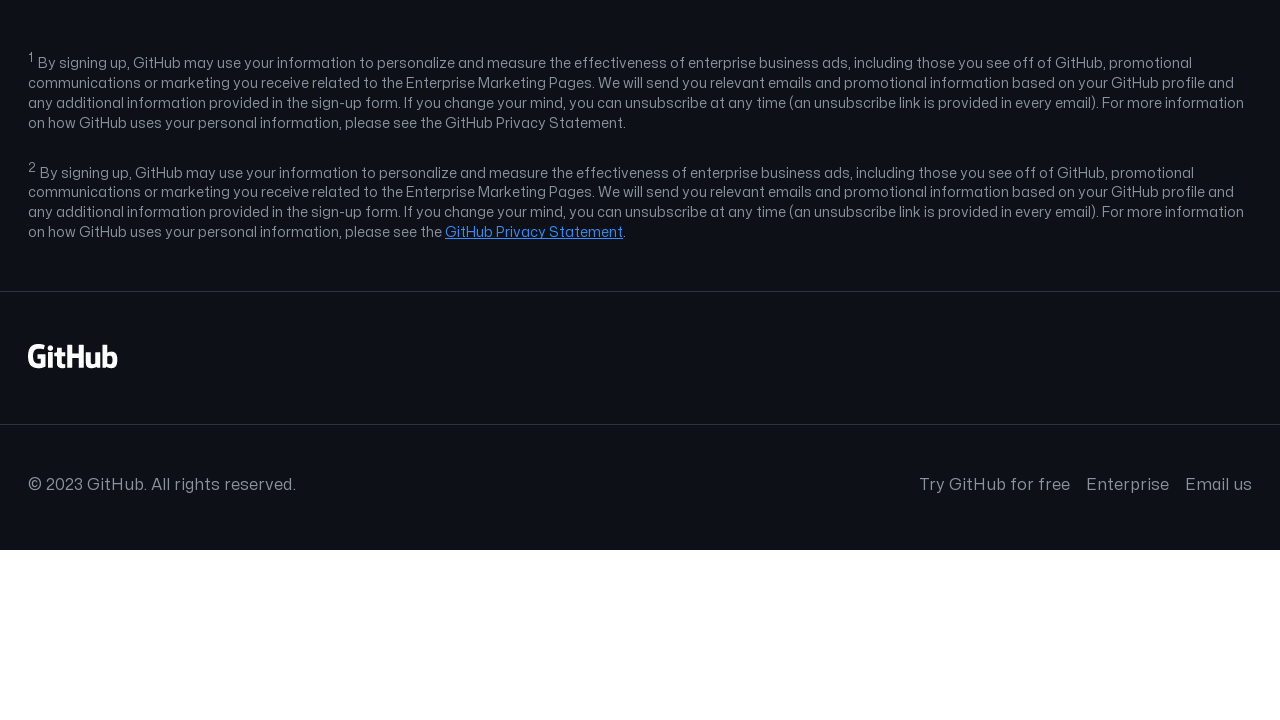 1 By signing up, GitHub may use your information to personalize and measure the effectiveness of enterprise business ads, including those you see off of GitHub, promotional
communications or marketing you receive related to the Enterprise Marketing Pages. We will send you relevant emails and promotional information based on your GitHub profile and
any additional information provided in the sign-up form. If you change your mind, you can unsubscribe at any time (an unsubscribe link is provided in every email). For more information
on how GitHub uses your personal information, please see the GitHub Privacy Statement.
2 By signing up, GitHub may use your information to personalize and measure the effectiveness of enterprise business ads, including those you see off of GitHub, promotional
communications or marketing you receive related to the Enterprise Marketing Pages. We will send you relevant emails and promotional information based on your GitHub profile and
any additional information provided in the sign-up form. If you change your mind, you can unsubscribe at any time (an unsubscribe link is provided in every email). For more information
on how GitHub uses your personal information, please see the GitHub Privacy Statement.
GitHub
© 2023 GitHub. All rights reserved.
Try GitHub for free Enterprise Email us